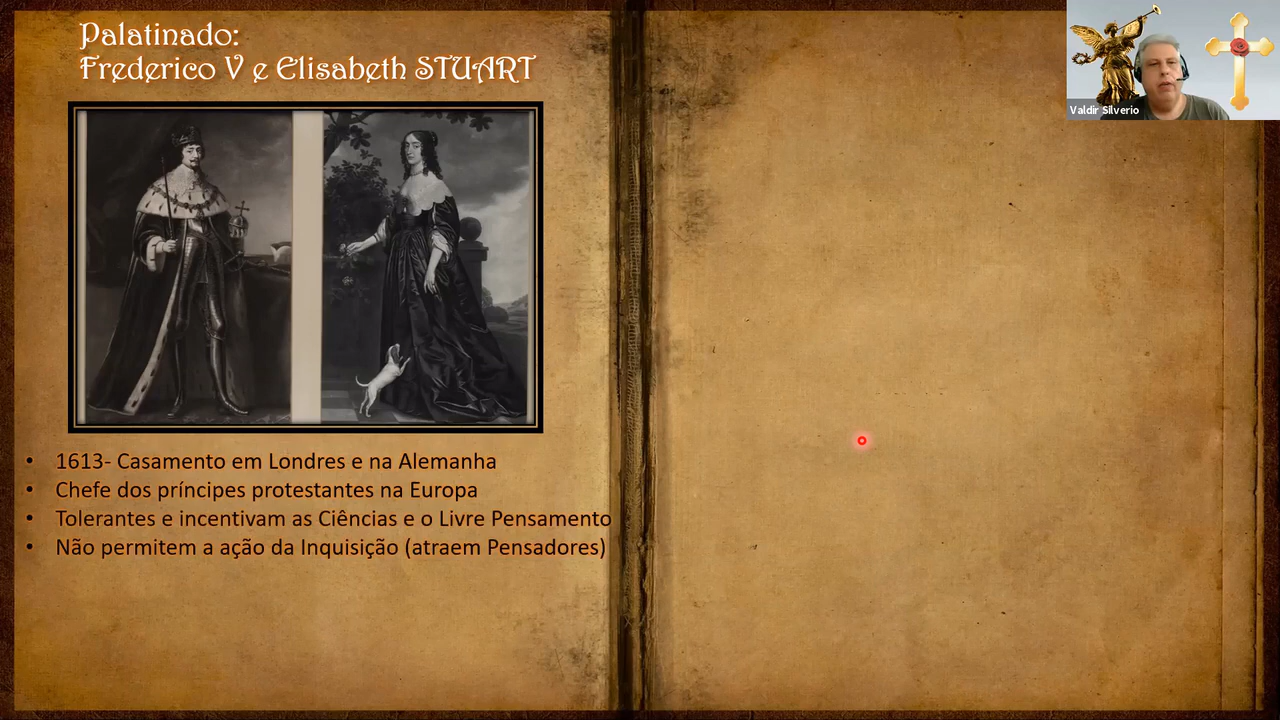 Palatinado:
Frederico V e Elisabeth STUART
• 1613- Casamento em Londres e na Alemanha
• Chefe dos príncipes protestantes na Europa
• Tolerantes e incentivam as Ciências e o Livre Pensamento
• Não permitem a ação da Inquisição (atraem Pensadores)
Valdir Silverio